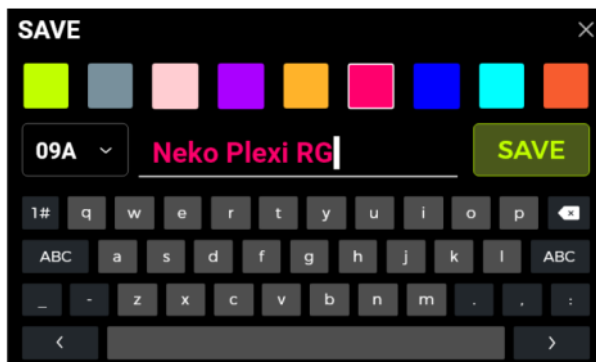 SAVE ×
09A Neko Plexi RG SAVE
1# q w e r t y u i o p
ABC a s d f g h j k l ABC
_ - z x c v b n m . , :
< >